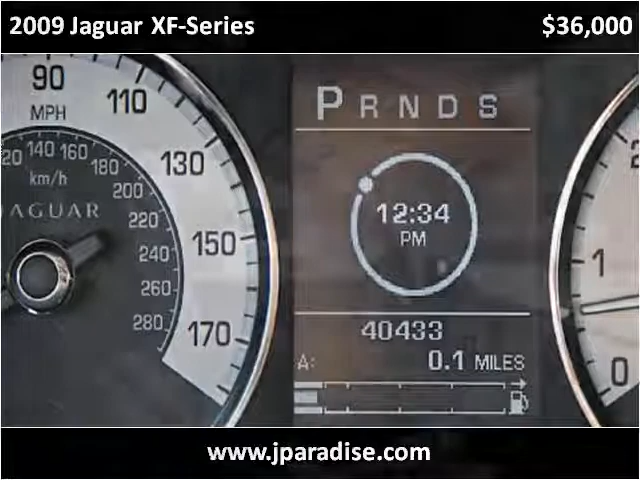 2009 Jaguar XF-Series $36,000
90
MPH
110
130
150
170
20 140 160 180 200 220 240 260 280
km/h
JAGUAR
P R N D S
12:34
PM
40433
A: 0.1 MILES
2
1
0
www.jparadise.com